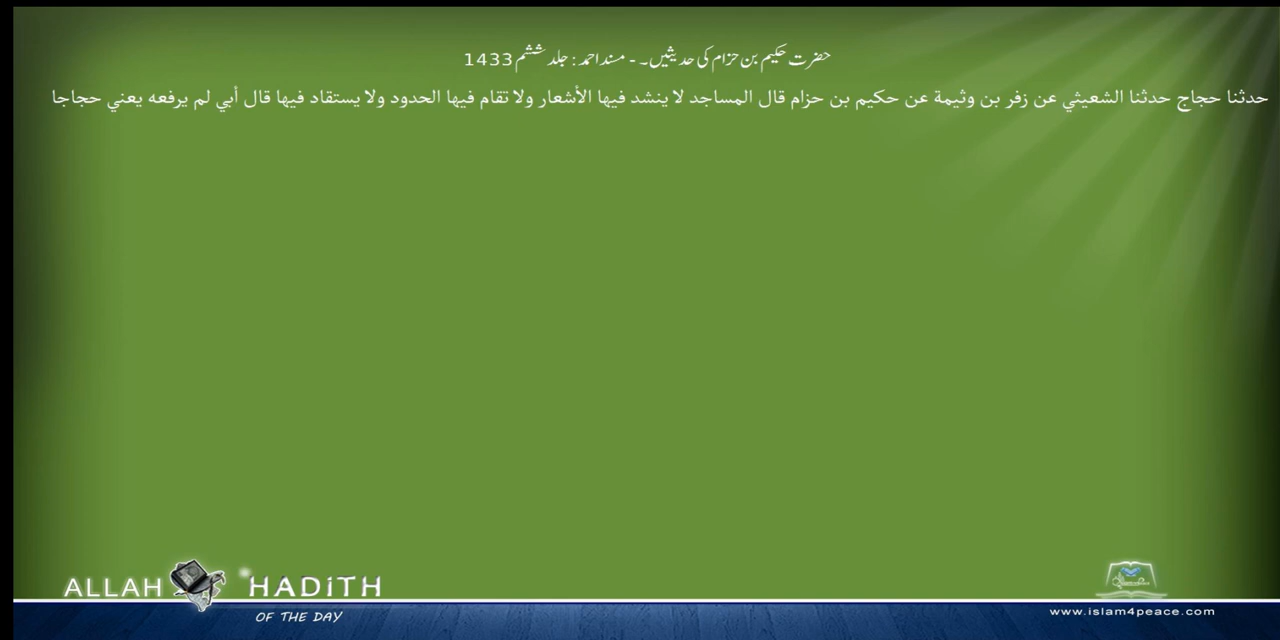 حضرت حکیم بن حزام کی حدیثیں۔ - مسند احمد : جلد ششم 1433
حدثنا حجاج حدثنا الشعيثي عن زفر بن وثيمة عن حكيم بن حزام قال المساجد لا ينشد فيها الأشعار ولا تقام فيها الحدود ولا يستقاد فيها قال أبي لم يرفعه يعني حجاجا
ALLAH HADITH
OF THE DAY
www.islam4peace.com